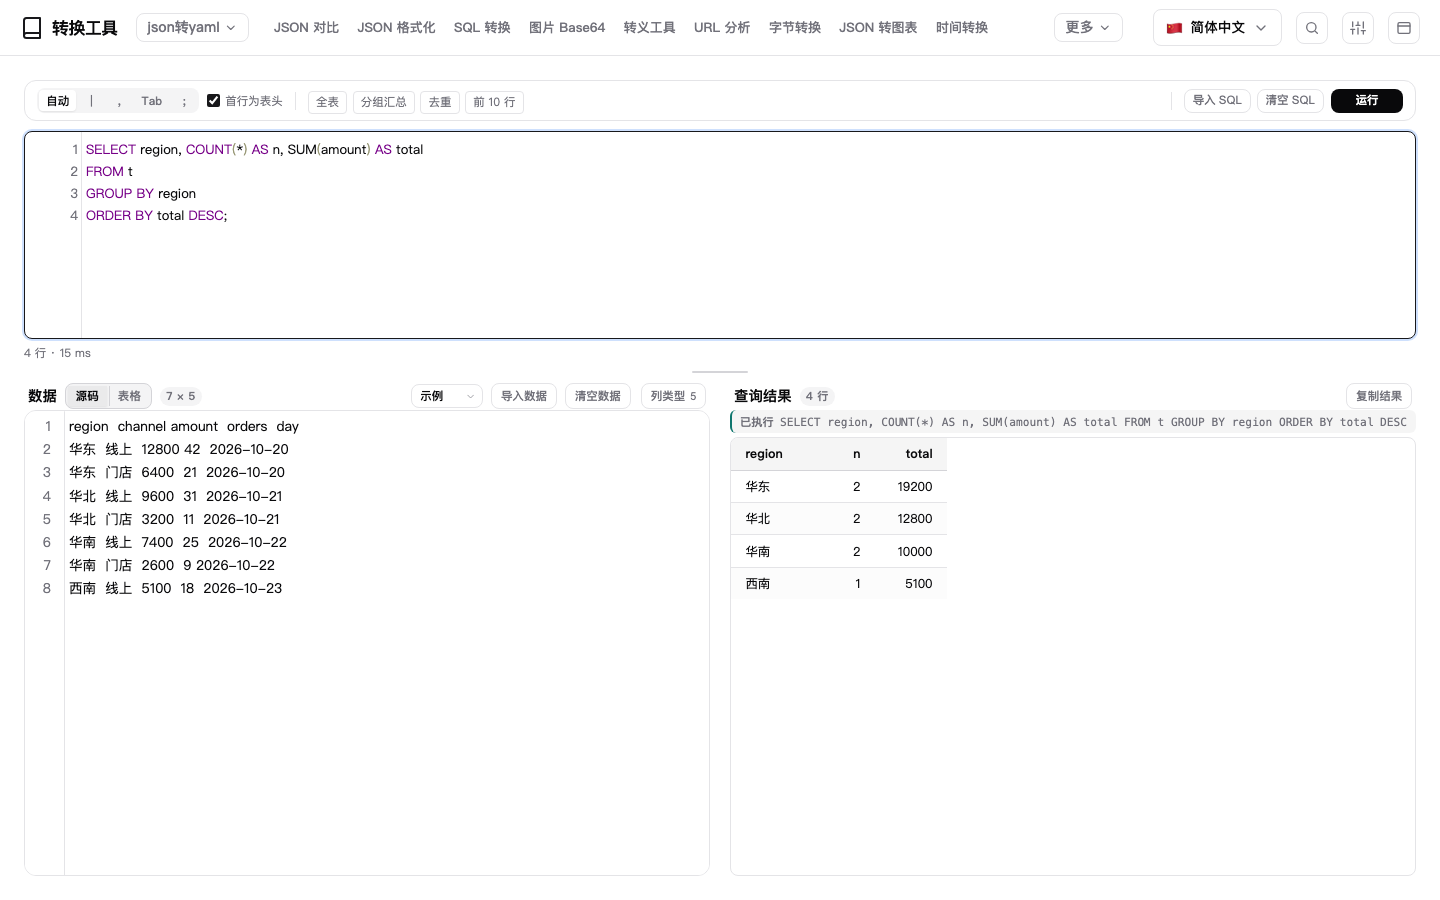 转换工具 json转yaml JSON 对比 JSON 格式化 SQL 转换 图片 Base64 转义工具 URL 分析 字节转换 JSON 转图表 时间转换 更多 简体中文
自动 | , Tab ; 首行为表头 全表 分组汇总 去重 前 10 行 导入 SQL 清空 SQL 运行
1 SELECT region, COUNT(*) AS n, SUM(amount) AS total
2 FROM t
3 GROUP BY region
4 ORDER BY total DESC;
4 行 · 15 ms
数据 源码 表格 7 × 5 示例 导入数据 清空数据 列类型 5
1 region channel amount orders day
2 华东 线上 12800 42 2026-10-20
3 华东 门店 6400 21 2026-10-20
4 华北 线上 9600 31 2026-10-21
5 华北 门店 3200 11 2026-10-21
6 华南 线上 7400 25 2026-10-22
7 华南 门店 2600 9 2026-10-22
8 西南 线上 5100 18 2026-10-23
查询结果 4 行 复制结果
已执行 SELECT region, COUNT(*) AS n, SUM(amount) AS total FROM t GROUP BY region ORDER BY total DESC
region n total
华东 2 19200
华北 2 12800
华南 2 10000
西南 1 5100